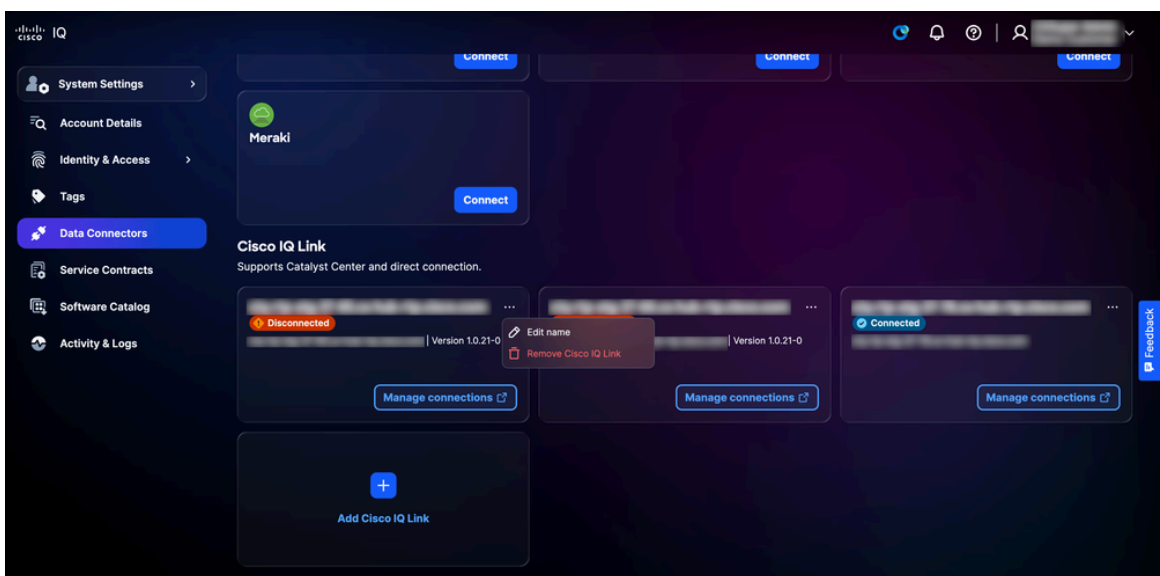 cisco IQ
System Settings
Account Details
Identity & Access
Tags
Data Connectors
Service Contracts
Software Catalog
Activity & Logs
Connect
Connect
Connect
Meraki
Connect
Cisco IQ Link
Supports Catalyst Center and direct connection.
Disconnected
| Version 1.0.21-0
Manage connections
Edit name
Remove Cisco IQ Link
| Version 1.0.21-0
Manage connections
Connected
Manage connections
Add Cisco IQ Link
Feedback